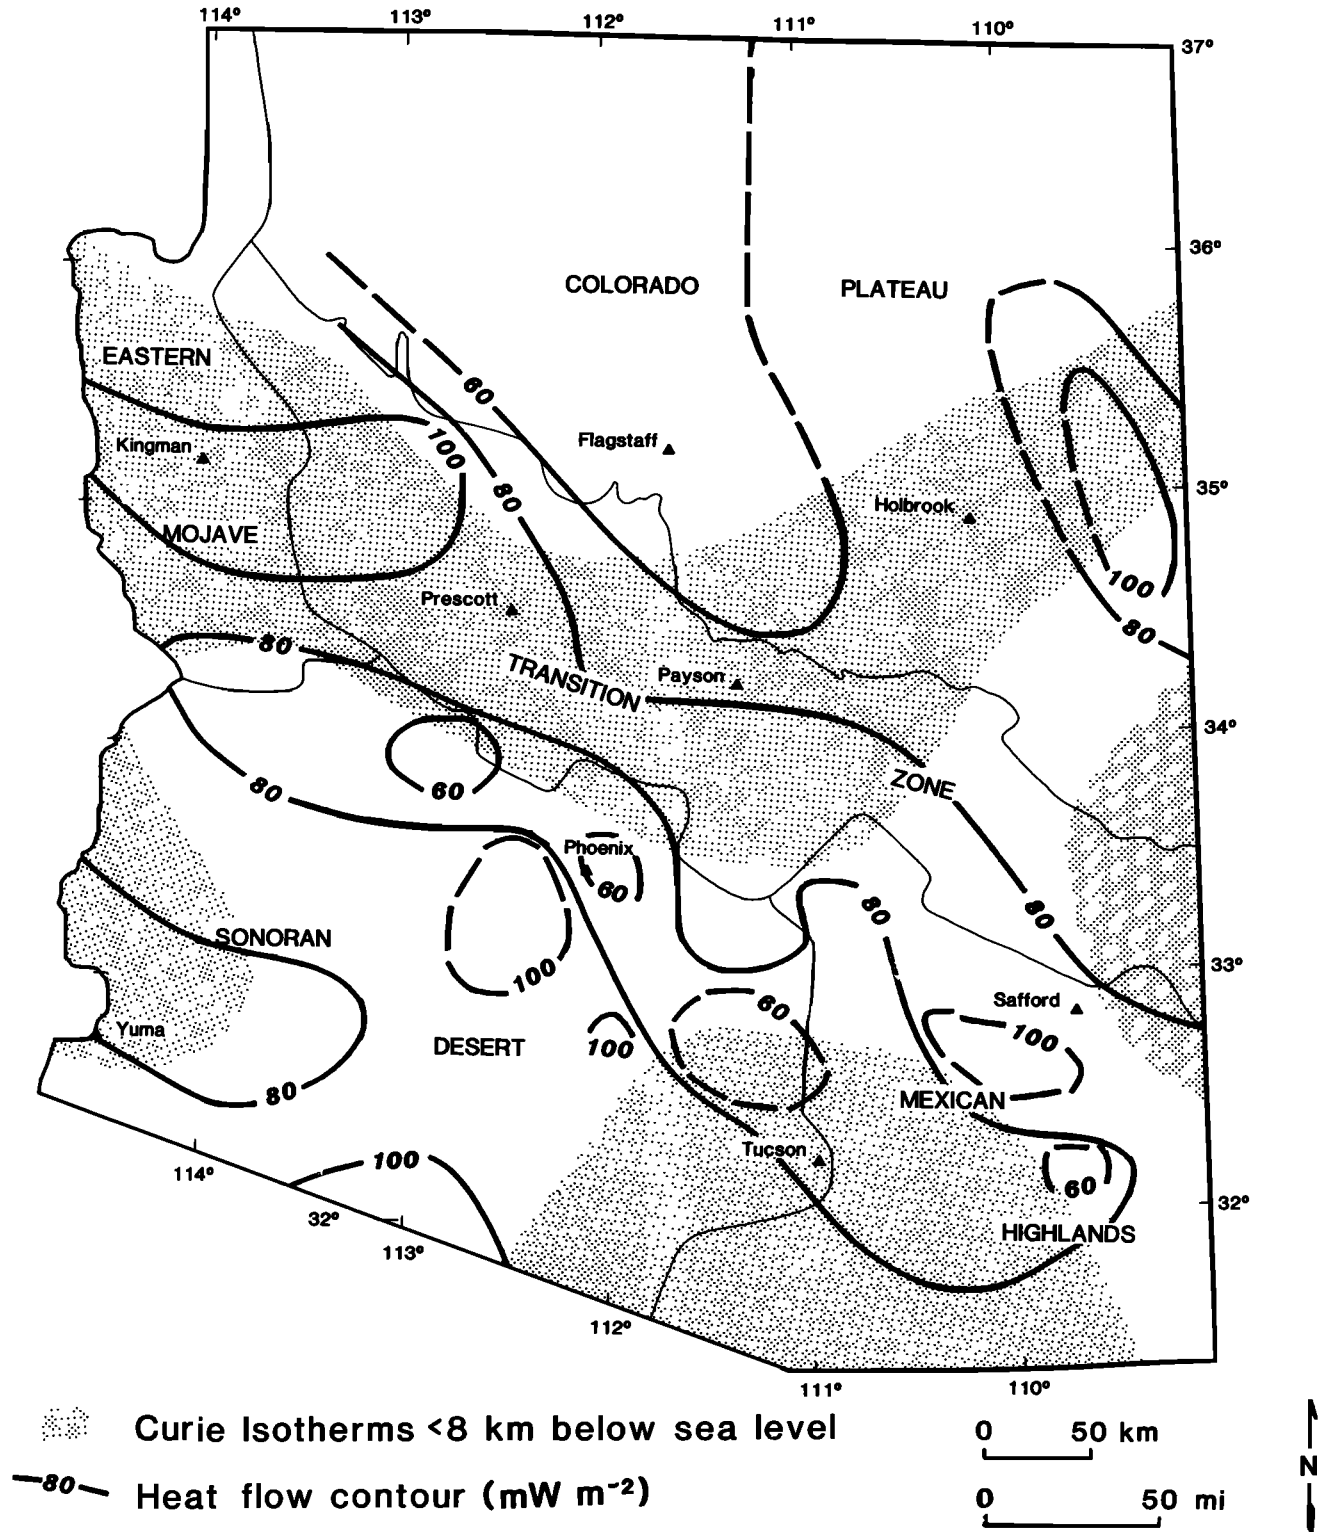 114° 113° 112° 111° 110°
37°
36°
COLORADO PLATEAU
EASTERN
60
Flagstaff
Kingman
100
80
35°
Holbrook
MOJAVE
100
Prescott
80
80
TRANSITION
Payson
34°
ZONE
80
60
Phoenix
60
80
80
SONORAN
100
33°
60
Safford
Yuma
DESERT
100
100
80
MEXICAN
Tucson
100
60
114°
32°
32°
HIGHLANDS
113°
112°
111° 110°
Curie Isotherms <8 km below sea level
0 50 km
80 Heat flow contour (mW m⁻²)
0 50 mi
N